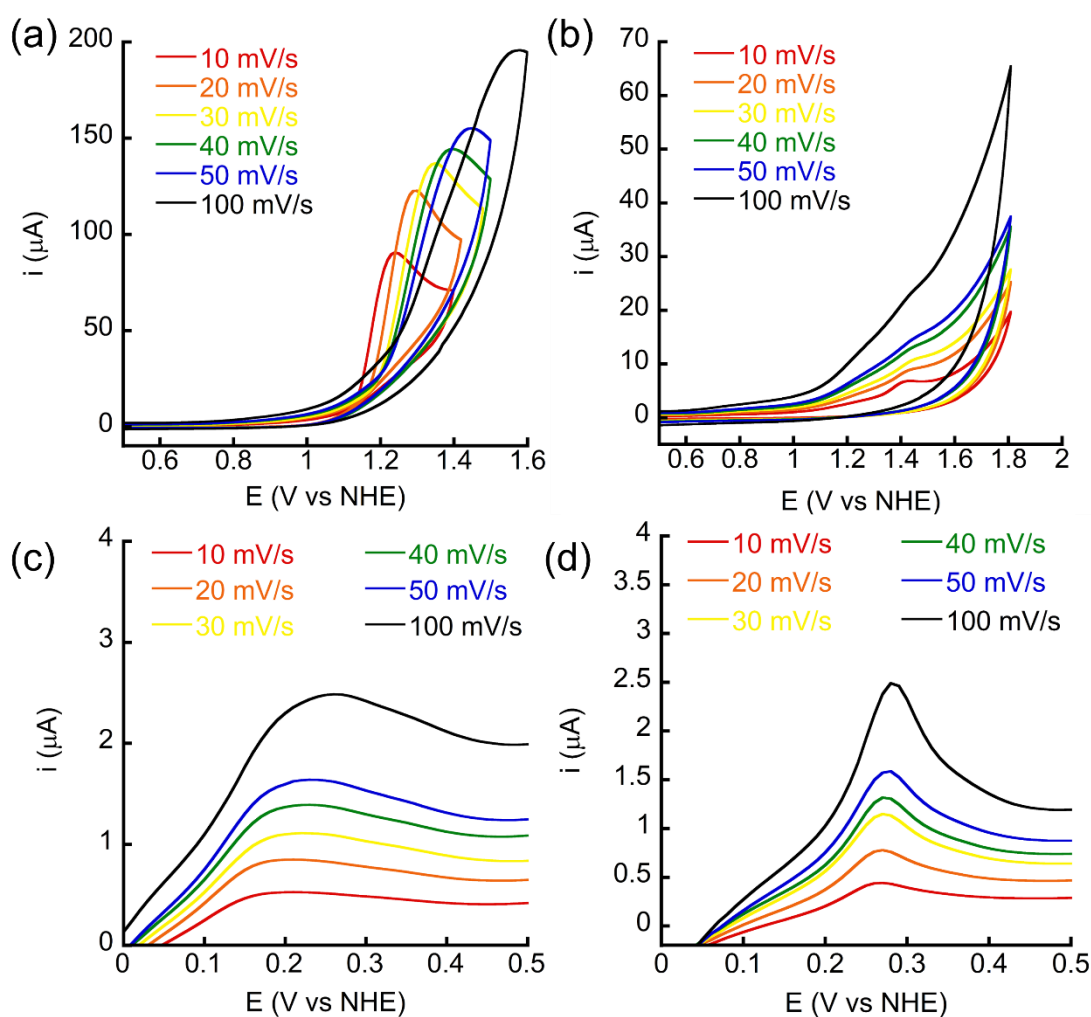 (a)
200
150
100
50
0
i (μA)
10 mV/s
20 mV/s
30 mV/s
40 mV/s
50 mV/s
100 mV/s
0.6 0.8 1 1.2 1.4 1.6
E (V vs NHE)
(b)
70
60
50
40
30
20
10
0
i (μA)
10 mV/s
20 mV/s
30 mV/s
40 mV/s
50 mV/s
100 mV/s
0.6 0.8 1 1.2 1.4 1.6 1.8 2
E (V vs NHE)
(c)
4
3
2
1
0
i (μA)
10 mV/s 40 mV/s
20 mV/s 50 mV/s
30 mV/s 100 mV/s
0 0.1 0.2 0.3 0.4 0.5
E (V vs NHE)
(d)
4
3.5
3
2.5
2
1.5
1
0.5
0
i (μA)
10 mV/s 40 mV/s
20 mV/s 50 mV/s
30 mV/s 100 mV/s
0 0.1 0.2 0.3 0.4 0.5
E (V vs NHE)